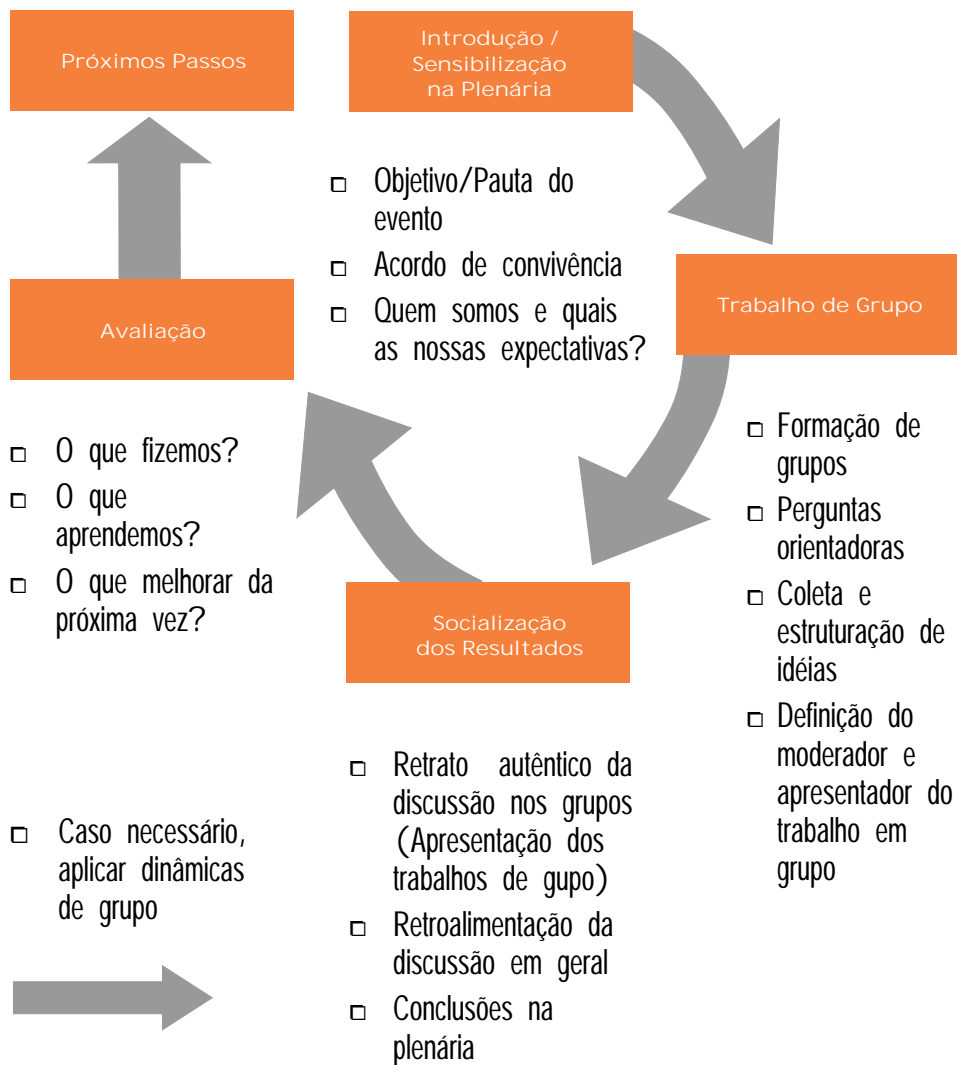 Próximos Passos
Introdução /
Sensibilização
na Plenária
Objetivo/Pauta do
evento
Acordo de convivência
Quem somos e quais
as nossas expectativas?
Trabalho de Grupo
Formação de
grupos
Perguntas
orientadoras
Coleta e
estruturação de
idéias
Definição do
moderador e
apresentador do
trabalho em
grupo
Socialização
dos Resultados
Retrato autêntico da
discussão nos grupos
(Apresentação dos
trabalhos de gupo)
Retroalimentação da
discussão em geral
Conclusões na
plenária
Avaliação
O que fizemos?
O que
aprendemos?
O que melhorar da
próxima vez?
Caso necessário,
aplicar dinâmicas
de grupo